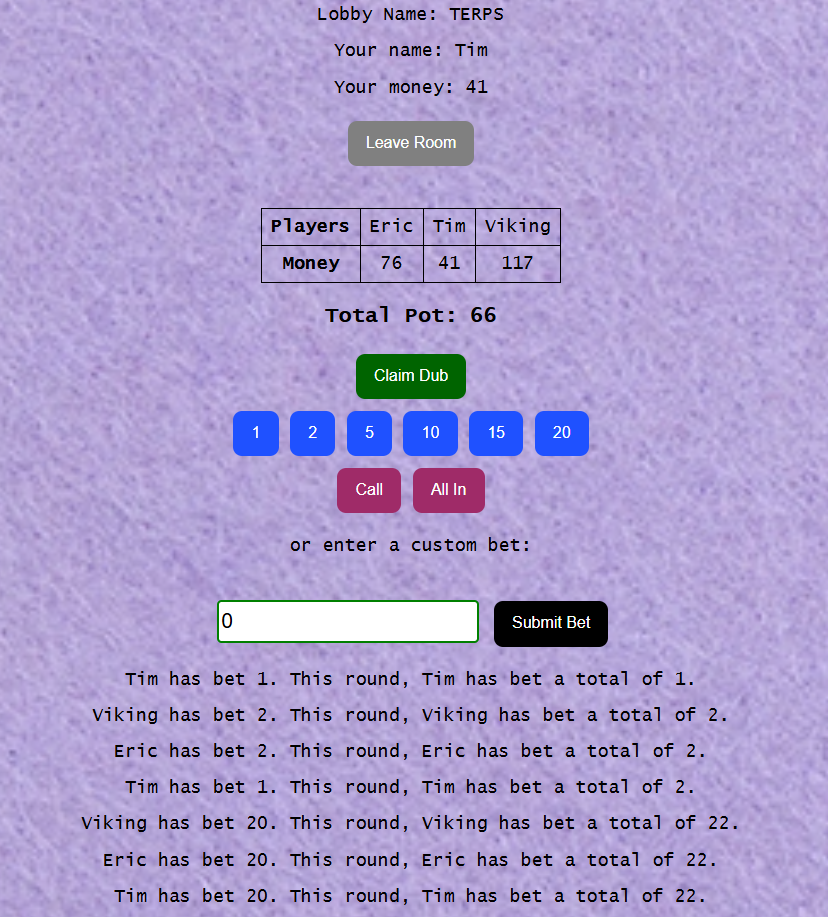 Lobby Name: TERPS
Your name: Tim
Your money: 41
Leave Room
Players Eric Tim Viking
Money 76 41 117
Total Pot: 66
Claim Dub
1 2 5 10 15 20
Call All In
or enter a custom bet:
0 Submit Bet
Tim has bet 1. This round, Tim has bet a total of 1.
Viking has bet 2. This round, Viking has bet a total of 2.
Eric has bet 2. This round, Eric has bet a total of 2.
Tim has bet 1. This round, Tim has bet a total of 2.
Viking has bet 20. This round, Viking has bet a total of 22.
Eric has bet 20. This round, Eric has bet a total of 22.
Tim has bet 20. This round, Tim has bet a total of 22.